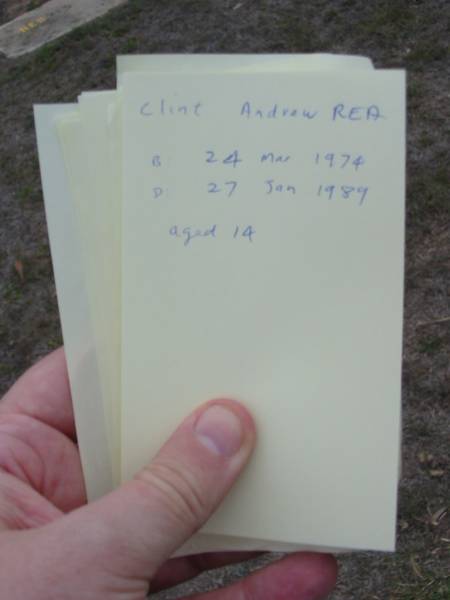 Clint Andrew REA
B 24 Mar 1974
D 27 Jan 1989
aged 14